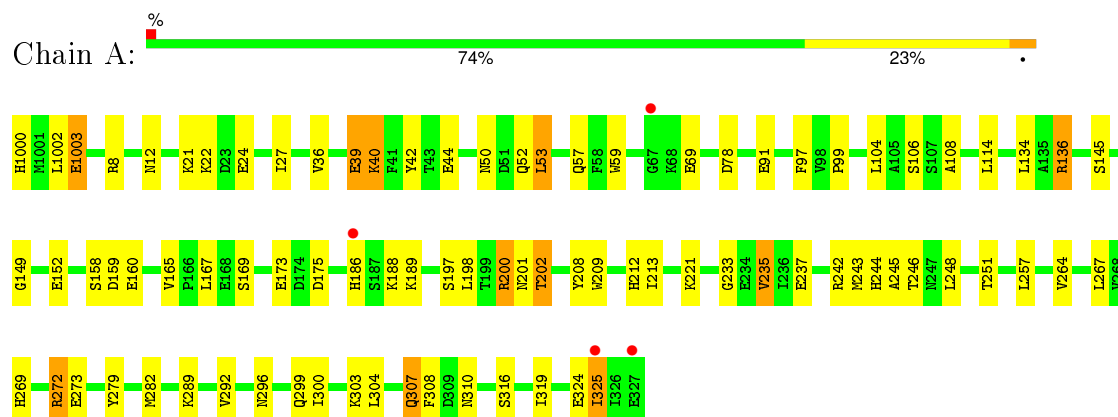 %
Chain A:
74% 23% •
H1000 M1001 L1002 E1003 R8 N12 K21 K22 D23 E24 I27 V36 E39 K40 F41 Y42 T43 E44 N50 D51 Q52 L53 Q57 F58 W59 G67 K68 E69 D78 E91 F97 V98 P99 L104 A105 S106 S107 A108 L114 L134 A135 R136 S145
G149 E152 S158 D159 E160 V165 P166 L167 E168 S169 E173 D174 D175 H186 S187 K188 K189 S197 L198 T199 R200 N201 T202 Y208 W209 H212 I213 K221 G233 E234 V235 I236 E237 R242 M243 H244 A245 T246 N247 L248 T251 L257 V264 L267
H269 R272 E273 Y279 M282 K289 V292 N296 Q299 I300 K303 L304 Q307 F308 D309 N310 S316 I319 E324 I325 I326 E327